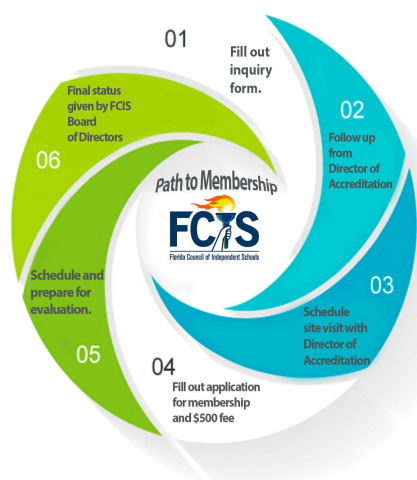 Path to Membership
FCIS
Florida Council of Independent Schools
01
Fill out
inquiry
form.
02
Follow up
from
Director of
Accreditation
03
Schedule
site visit with
Director of
Accreditation
04
Fill out application
for membership
and $500 fee
05
Schedule and
prepare for
evaluation.
06
Final status
given by FCIS
Board
of Directors